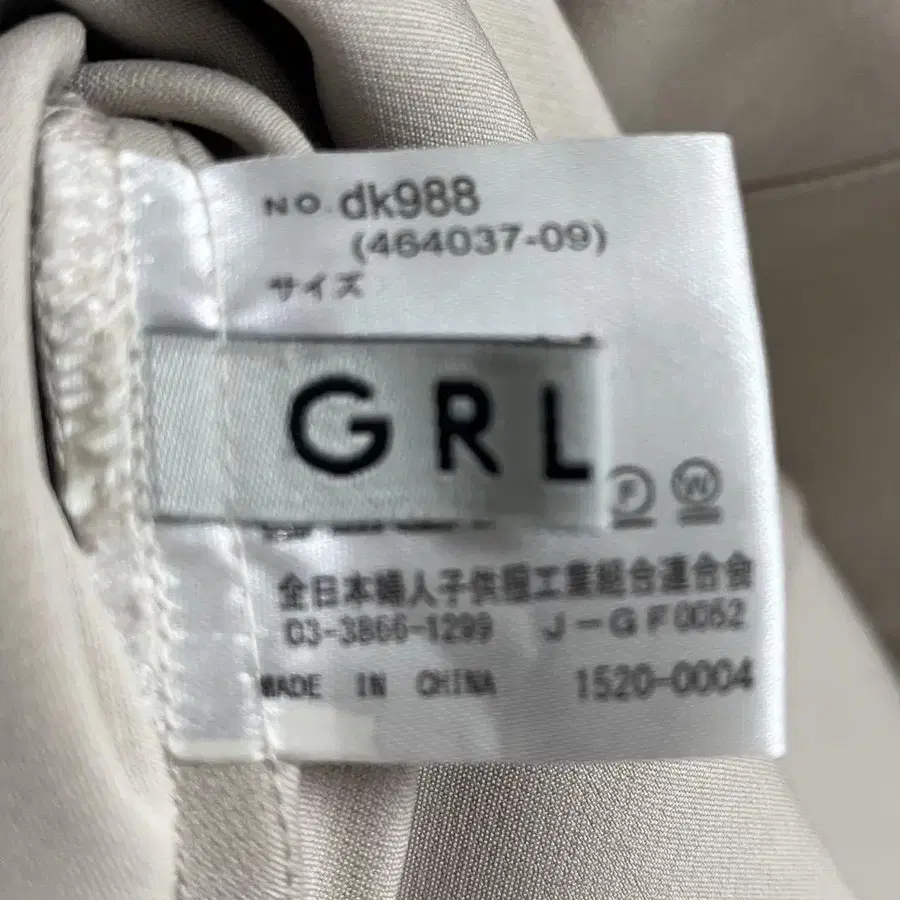 NO. dk988
(464037-09)
サイズ
GRL
F W
全日本婦人子供服工業組合連合会
03-3866-1299 J-GF0052
MADE IN CHINA 1520-0004